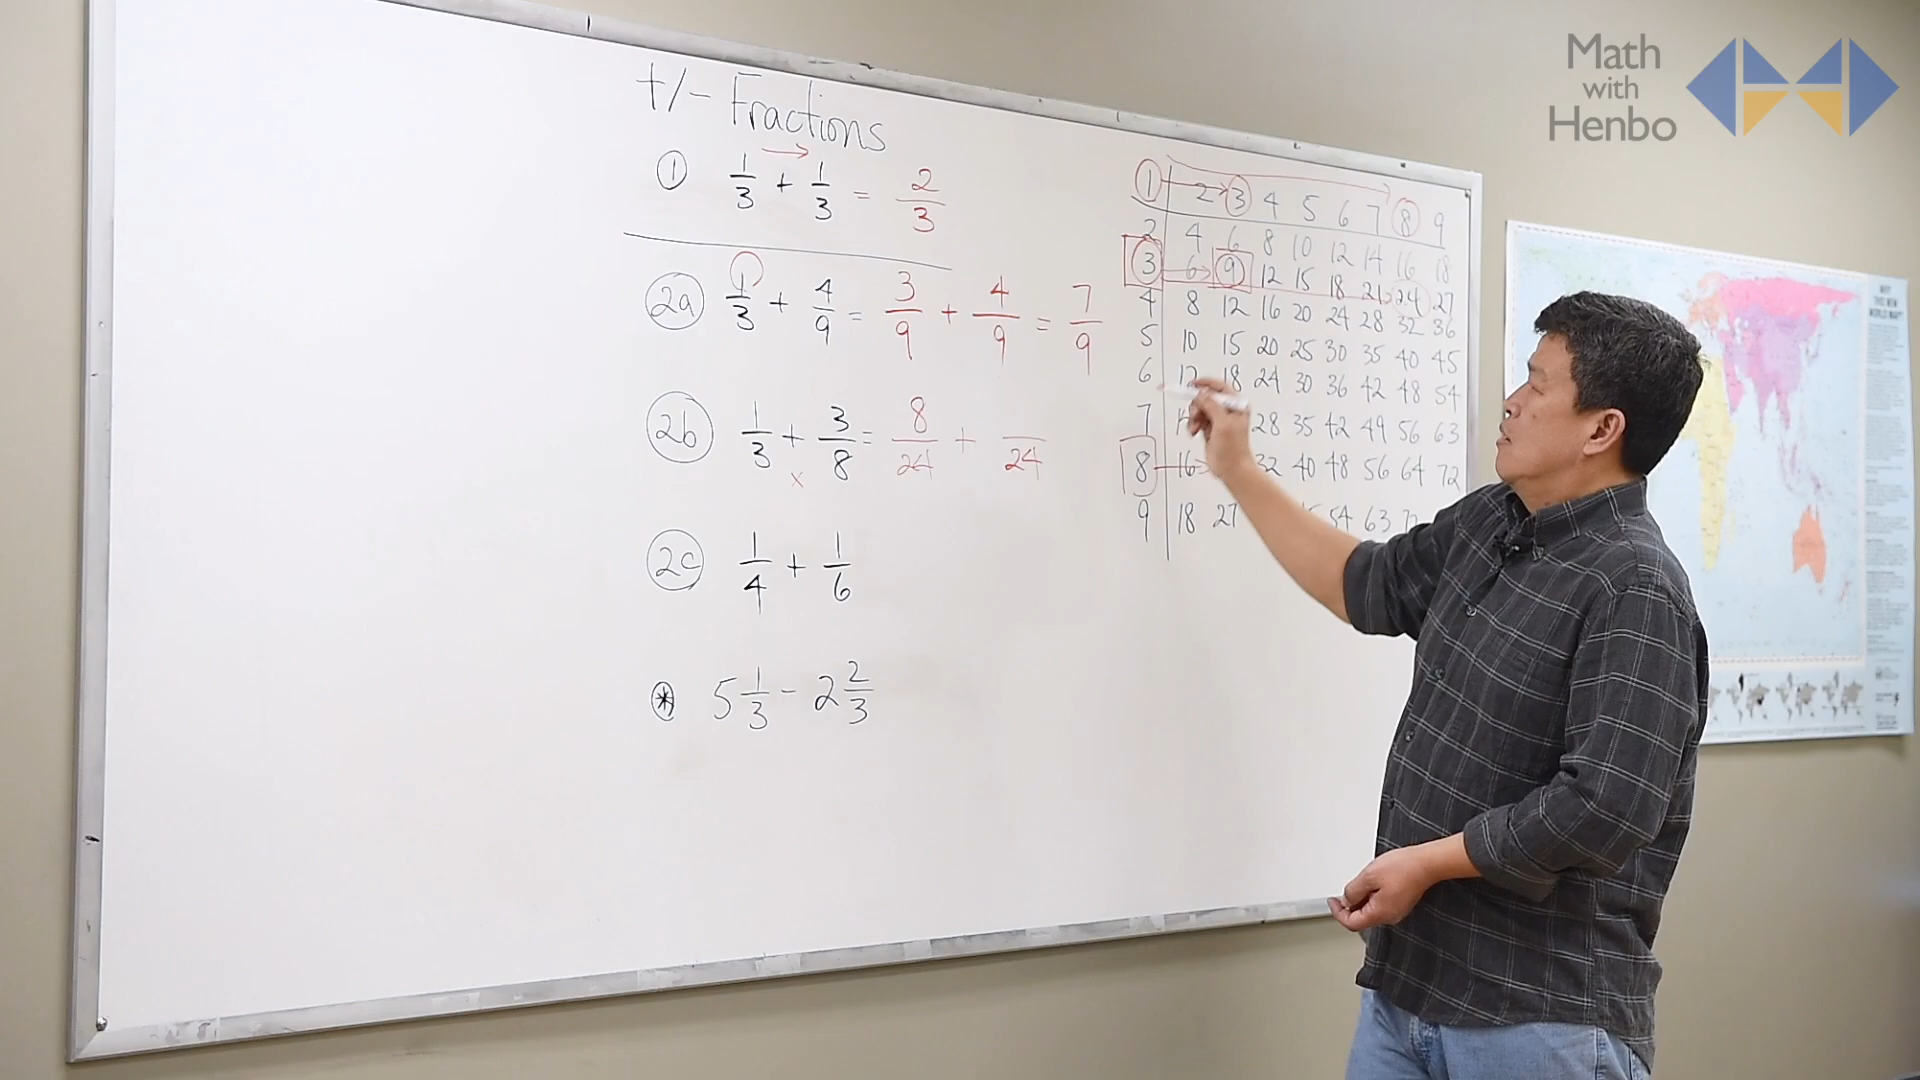 Math
with
Henbo
+/- Fractions
① 1/3 + 1/3 = 2/3
2a 1/3 + 4/9 = 3/9 + 4/9 = 7/9
2b 1/3 + 3/8 = 8/24 + /24
x
2c 1/4 + 1/6
* 5 1/3 - 2 2/3
1 2 3 4 5 6 7 8 9
2 4 6 8 10 12 14 16 18
3 6 9 12 15 18 21 24 27
4 8 12 16 20 24 28 32 36
5 10 15 20 25 30 35 40 45
6 12 18 24 30 36 42 48 54
7 28 35 42 49 56 63
8 16 32 40 48 56 64 72
9 18 27 54 63